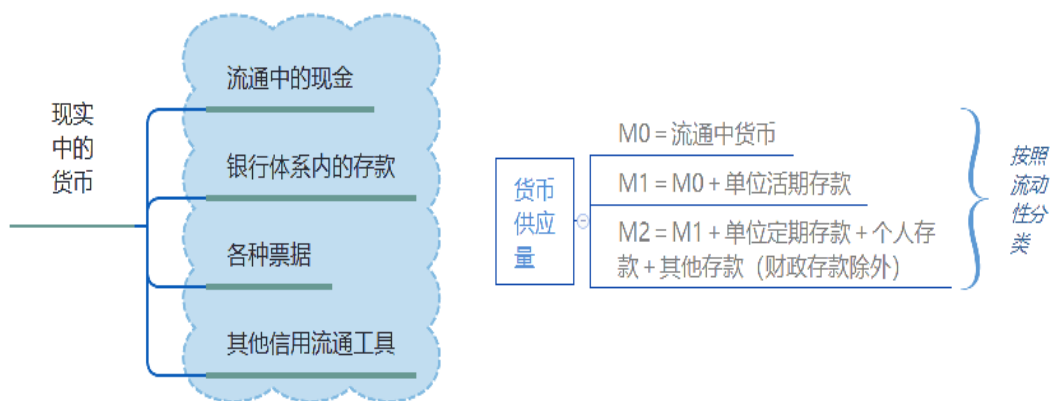 现实
中的
货币
流通中的现金
银行体系内的存款
各种票据
其他信用流通工具
货币
供应
量
M0＝流通中货币
M1＝M0＋单位活期存款
M2＝M1＋单位定期存款＋个人存
款＋其他存款（财政存款除外）
按照
流动
性分
类